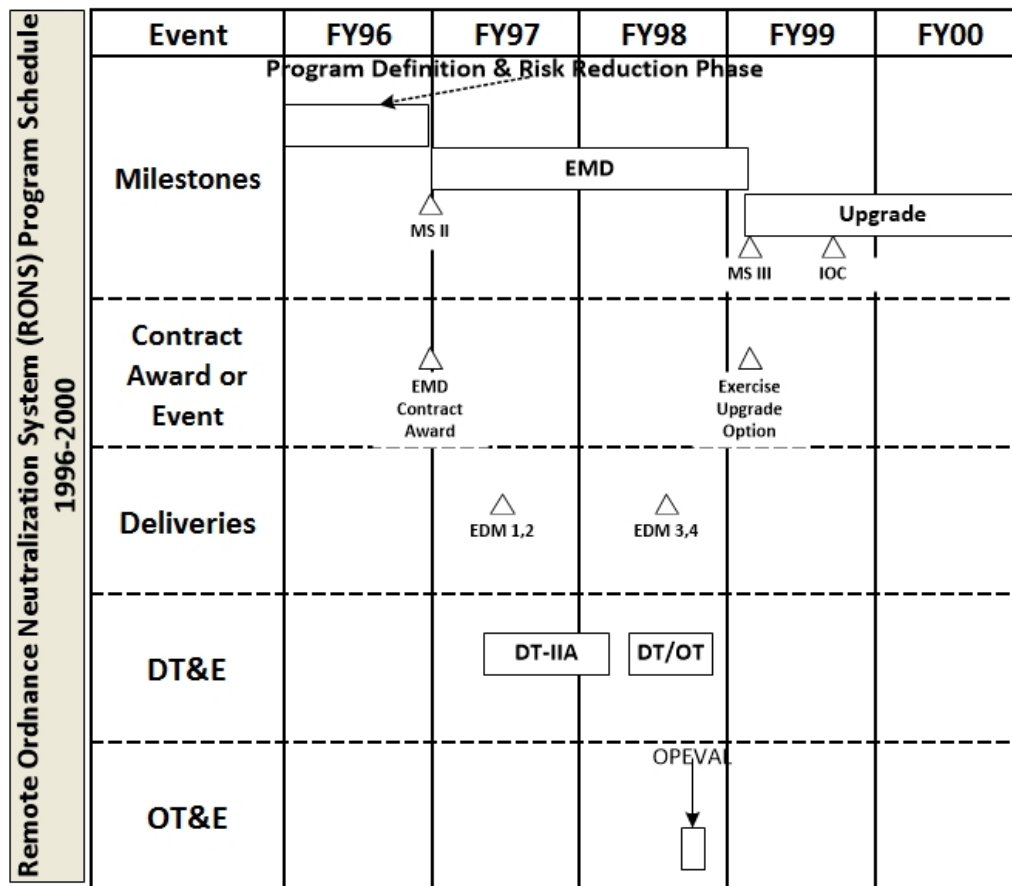 Remote Ordnance Neutralization System (RONS) Program Schedule
1996-2000
Event
FY96
FY97
FY98
FY99
FY00
Milestones
Program Definition & Risk Reduction Phase
EMD
Upgrade
MS II
MS III
IOC
Contract
Award or
Event
EMD
Contract
Award
Exercise
Upgrade
Option
Deliveries
EDM 1,2
EDM 3,4
DT&E
DT-IIA
DT/OT
OT&E
OPEVAL